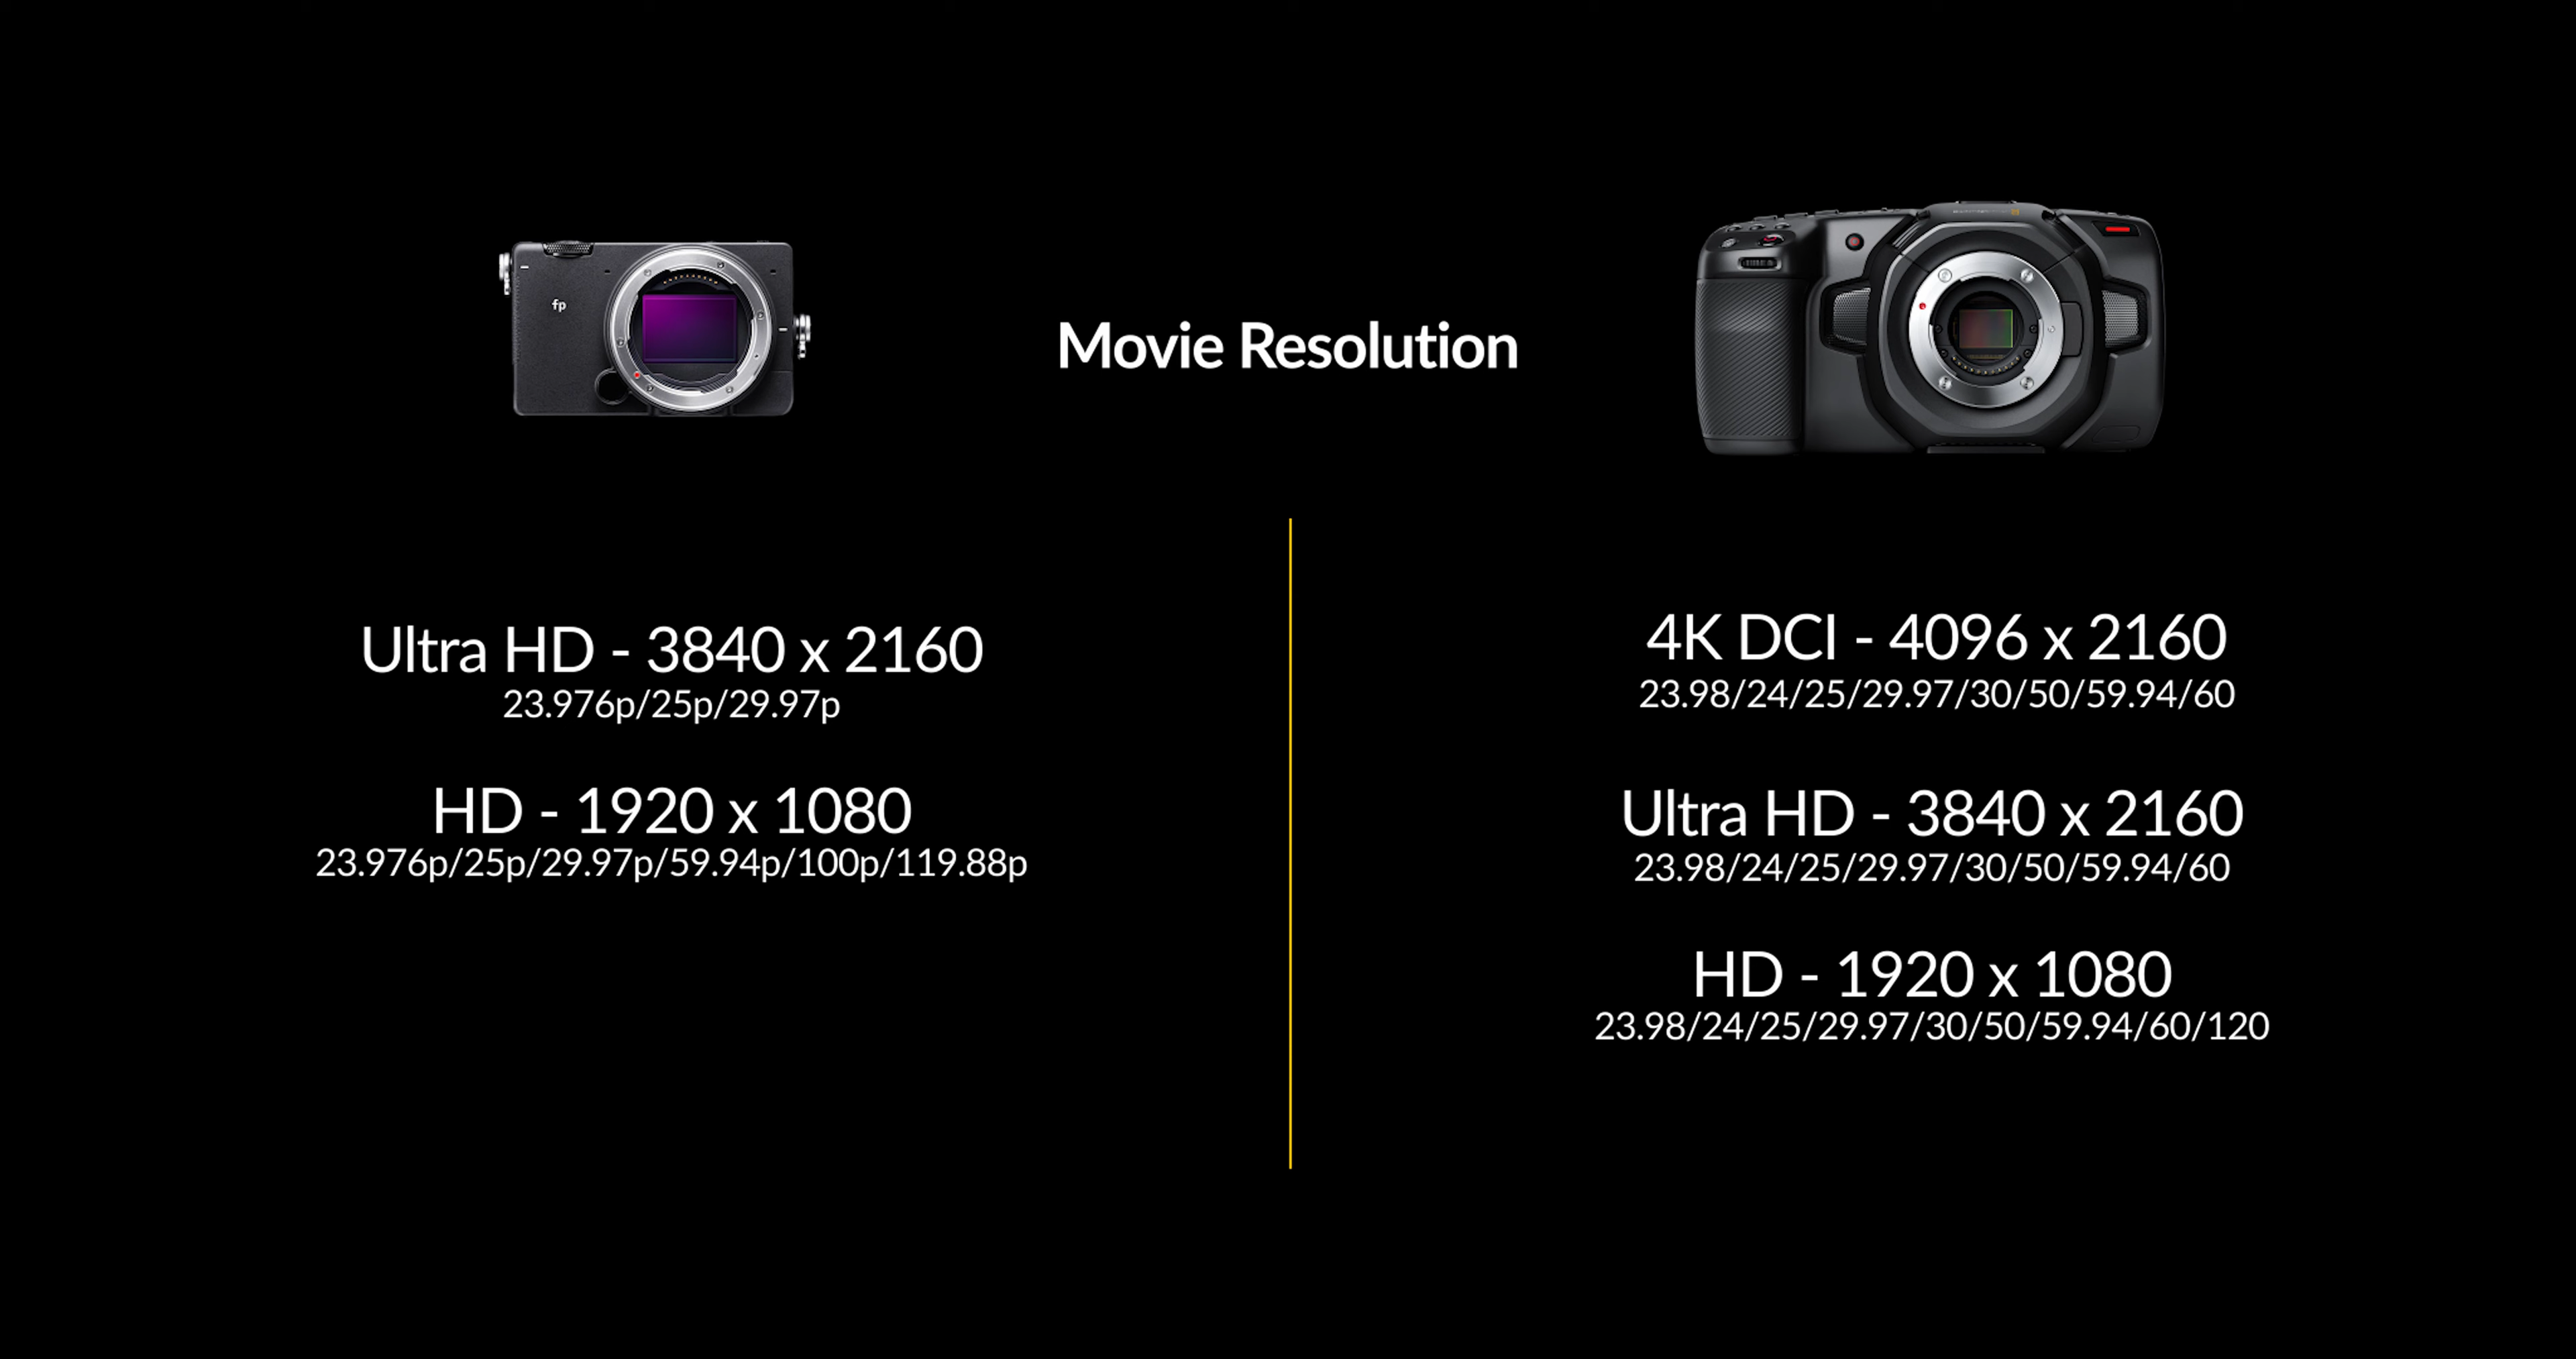 fp
Movie Resolution
Ultra HD - 3840 x 2160
23.976p/25p/29.97p
HD - 1920 x 1080
23.976p/25p/29.97p/59.94p/100p/119.88p
4K DCI - 4096 x 2160
23.98/24/25/29.97/30/50/59.94/60
Ultra HD - 3840 x 2160
23.98/24/25/29.97/30/50/59.94/60
HD - 1920 x 1080
23.98/24/25/29.97/30/50/59.94/60/120